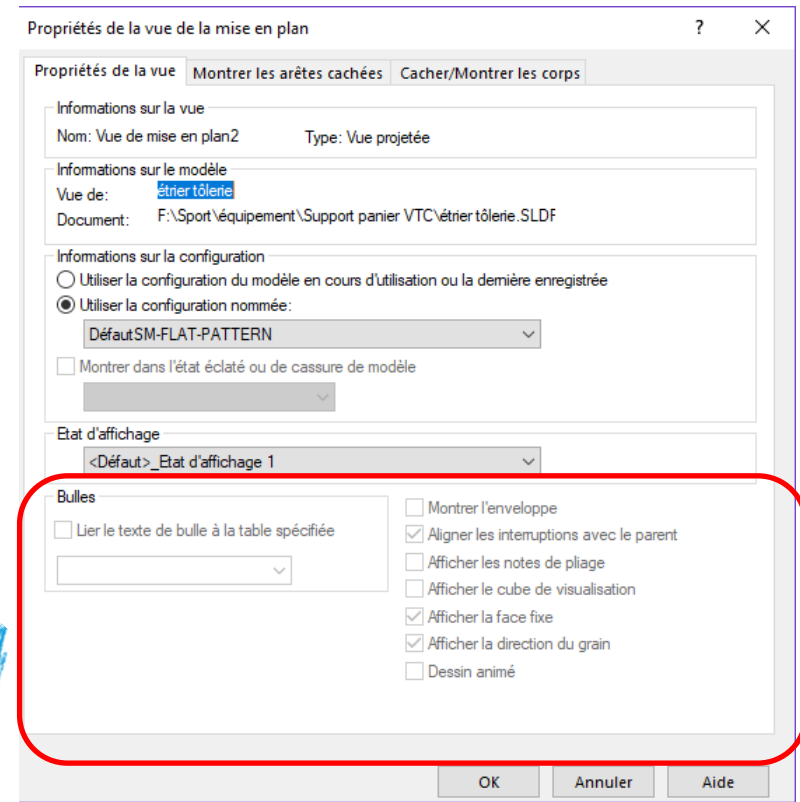 Propriétés de la vue de la mise en plan
?
Propriétés de la vue Montrer les arêtes cachées Cacher/Montrer les corps
Informations sur la vue
Nom: Vue de mise en plan2 Type: Vue projetée
Informations sur le modèle
Vue de: étrier tôlerie
Document: F:\Sport\équipement\Support panier VTC\étrier tôlerie.SLDF
Informations sur la configuration
Utiliser la configuration du modèle en cours d'utilisation ou la dernière enregistrée
Utiliser la configuration nommée:
DéfautSM-FLAT-PATTERN
Montrer dans l'état éclaté ou de cassure de modèle
Etat d'affichage
<Défaut>_Etat d'affichage 1
Bulles
Lier le texte de bulle à la table spécifiée
Montrer l'enveloppe
Aligner les interruptions avec le parent
Afficher les notes de pliage
Afficher le cube de visualisation
Afficher la face fixe
Afficher la direction du grain
Dessin animé
OK Annuler Aide